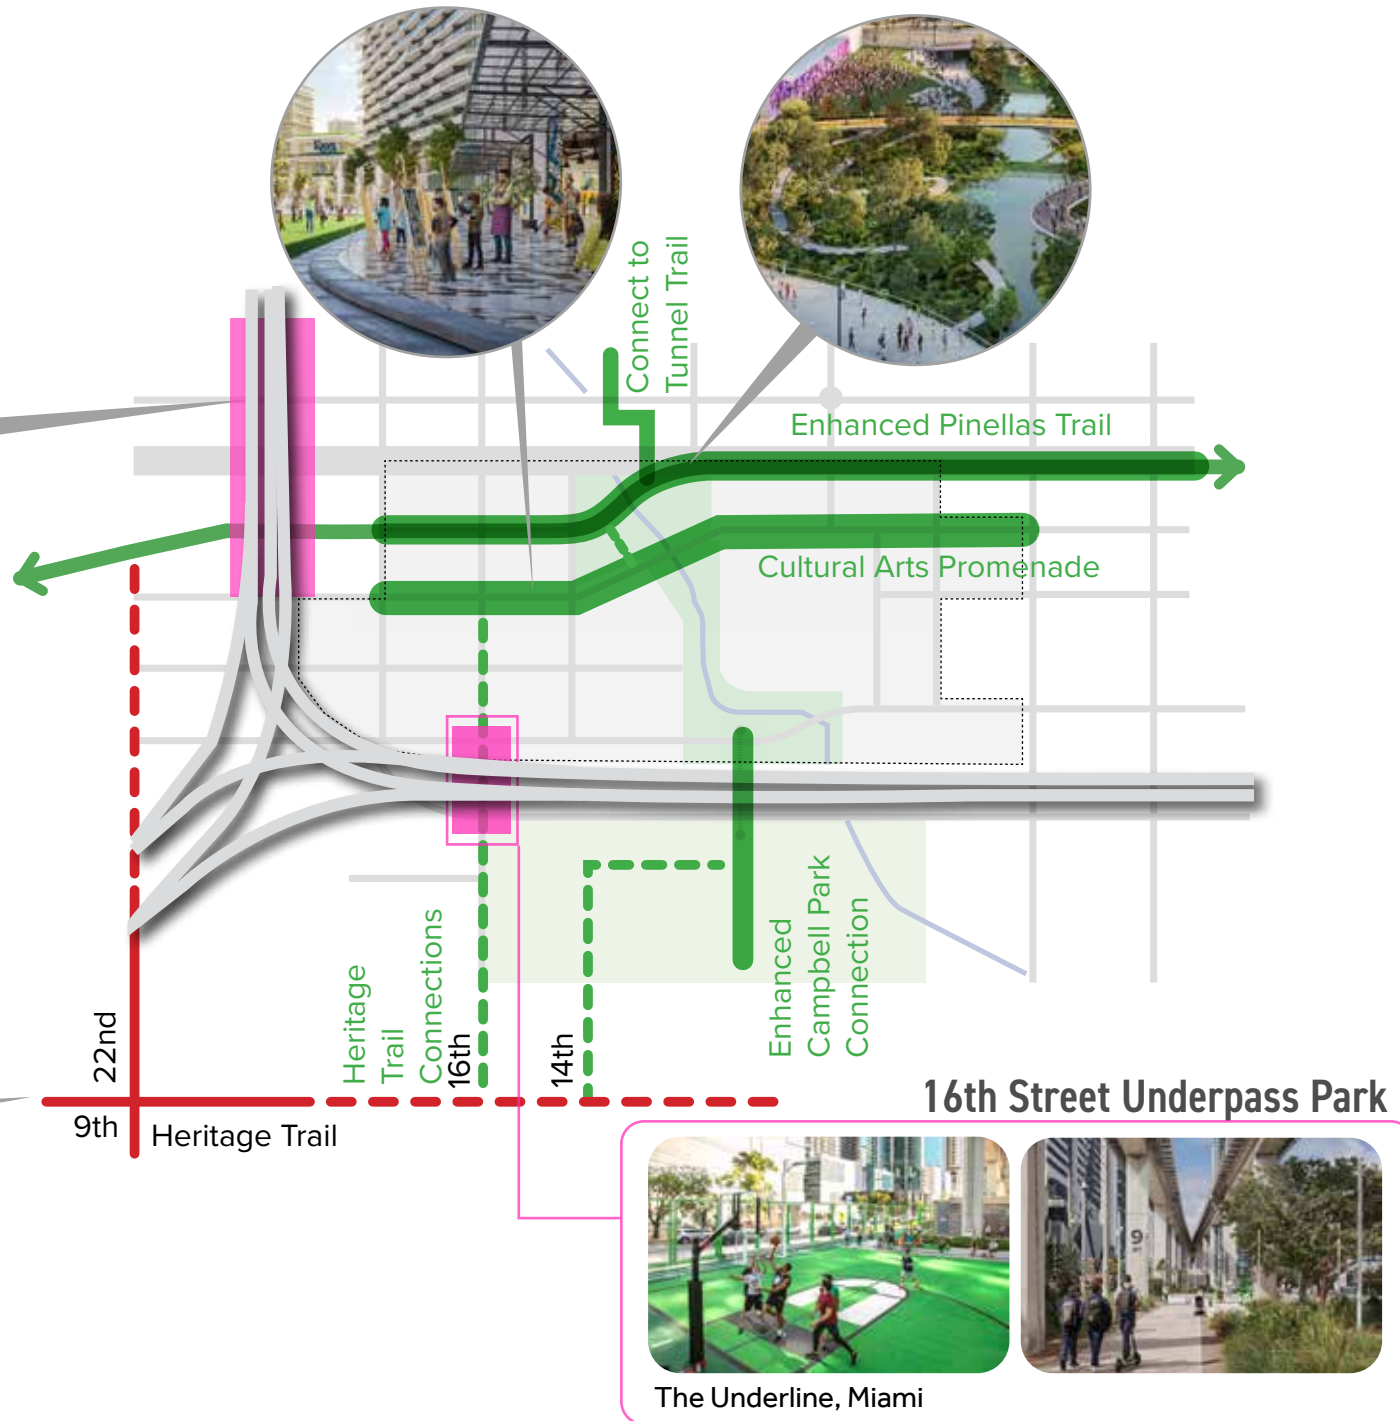 Connect to
Tunnel Trail
Enhanced Pinellas Trail
Cultural Arts Promenade
Heritage
Trail
Connections
16th
14th
Enhanced
Campbell Park
Connection
22nd
9th
Heritage Trail
16th Street Underpass Park
9
The Underline, Miami